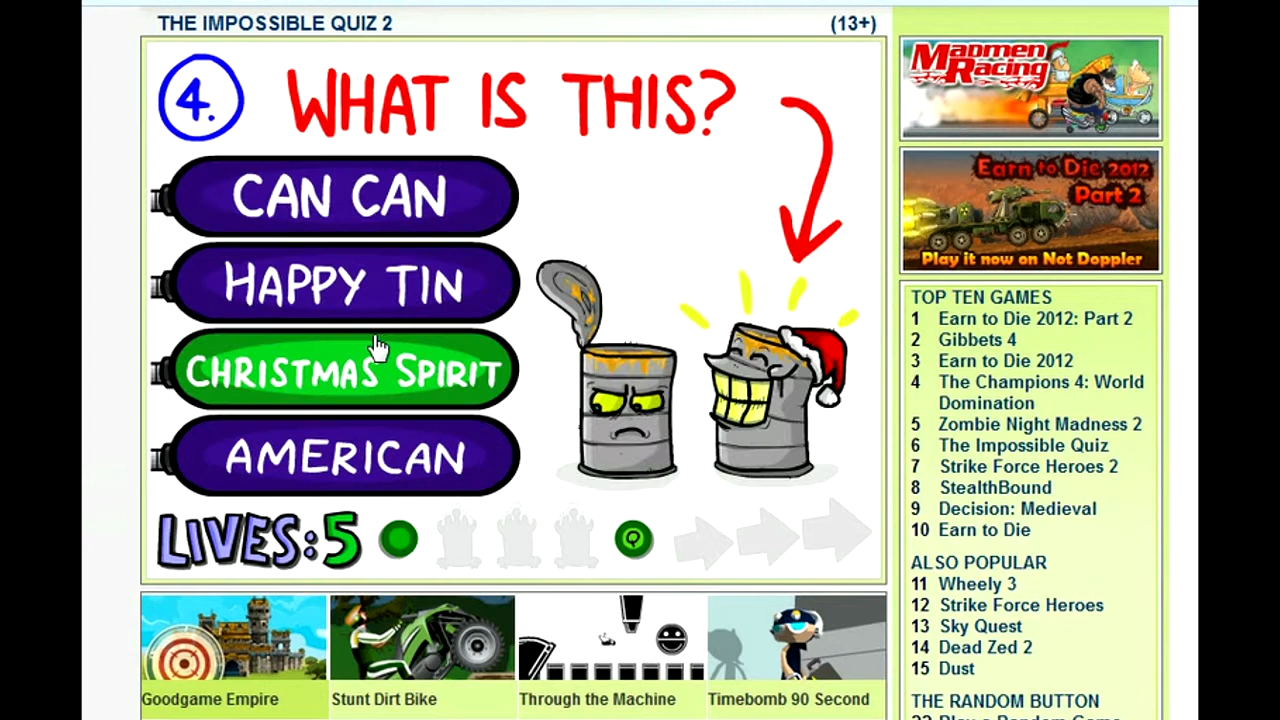 THE IMPOSSIBLE QUIZ 2
(13+)
4. WHAT IS THIS?
CAN CAN
HAPPY TIN
CHRISTMAS SPIRIT
AMERICAN
LIVES:5
MADMEN
RACING
Earn to Die 2012
Part 2
Play it now on Not Doppler
TOP TEN GAMES
1 Earn to Die 2012: Part 2
2 Gibbets 4
3 Earn to Die 2012
4 The Champions 4: World
Domination
5 Zombie Night Madness 2
6 The Impossible Quiz
7 Strike Force Heroes 2
8 StealthBound
9 Decision: Medieval
10 Earn to Die
ALSO POPULAR
11 Wheely 3
12 Strike Force Heroes
13 Sky Quest
14 Dead Zed 2
15 Dust
THE RANDOM BUTTON
Goodgame Empire
Stunt Dirt Bike
Through the Machine
Timebomb 90 Second